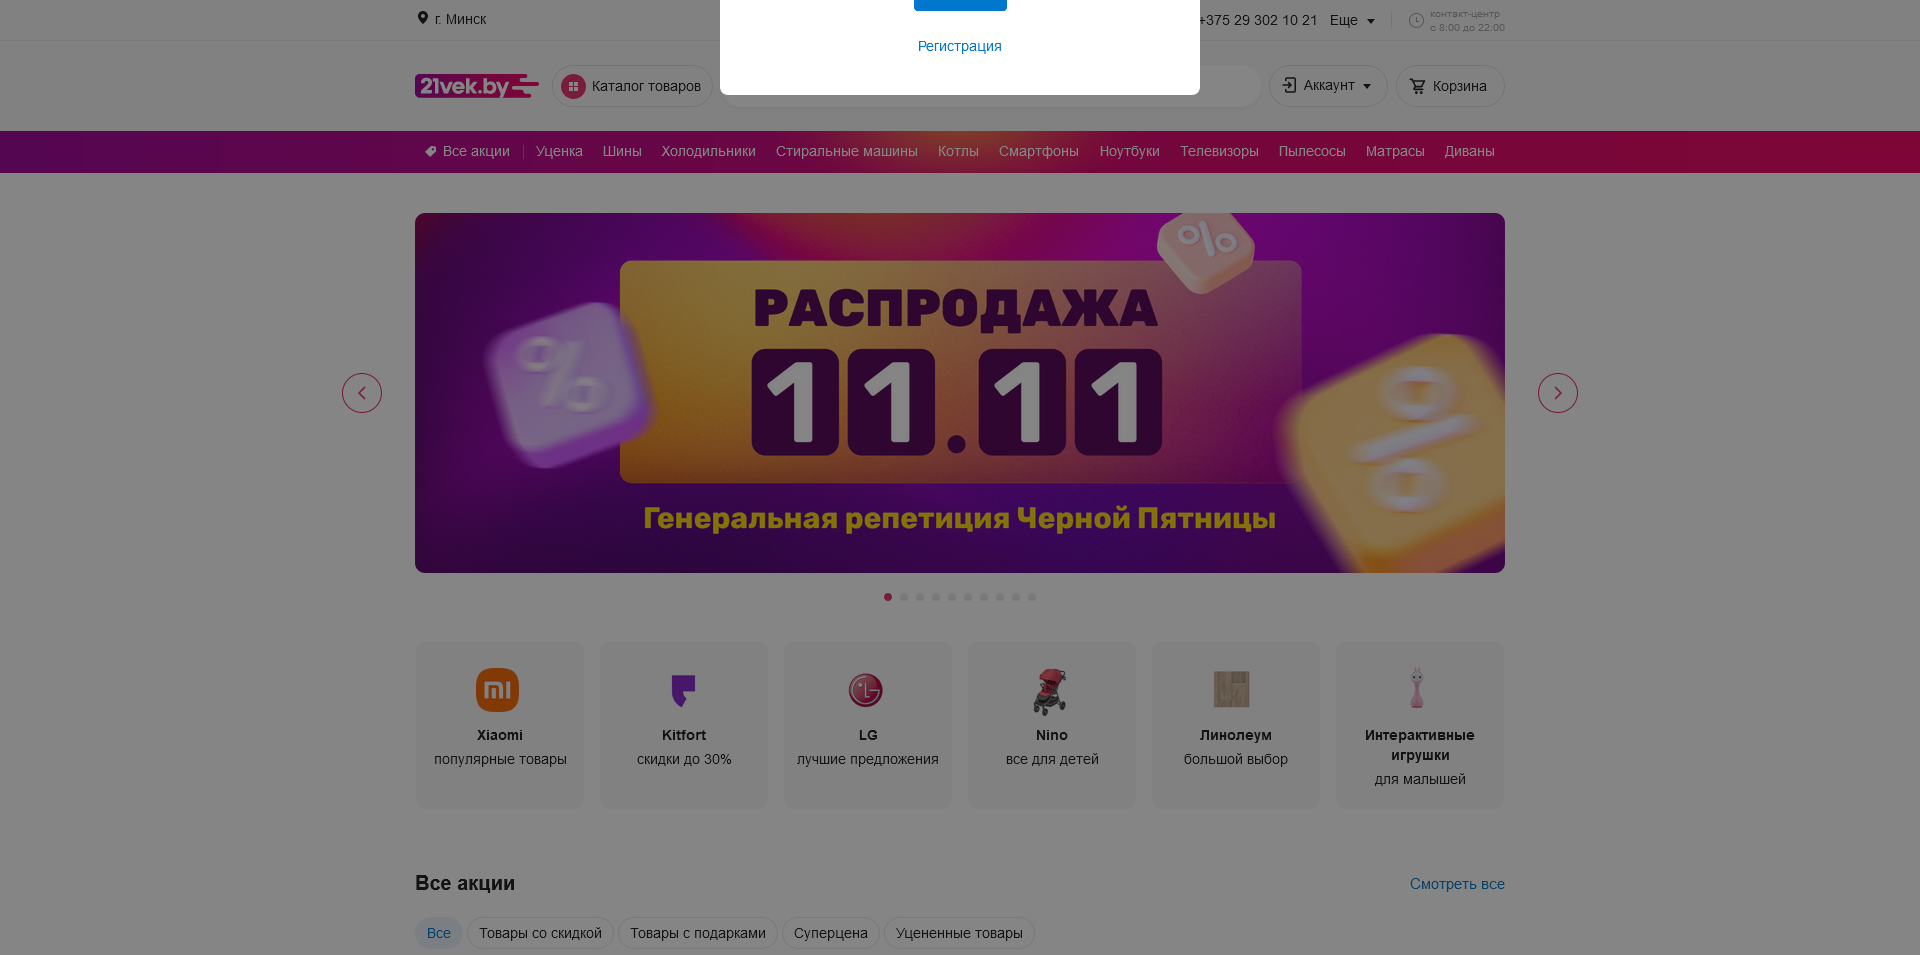 г. Минск
+375 29 302 10 21
Еще
контакт-центр
с 8:00 до 22:00
Регистрация
21vek.by
Каталог товаров
Аккаунт
Корзина
Все акции
Уценка
Шины
Холодильники
Стиральные машины
Котлы
Смартфоны
Ноутбуки
Телевизоры
Пылесосы
Матрасы
Диваны
РАСПРОДАЖА
11.11
Генеральная репетиция Черной Пятницы
Xiaomi
популярные товары
Kitfort
скидки до 30%
LG
лучшие предложения
Nino
все для детей
Линолеум
большой выбор
Интерактивные
игрушки
для малышей
Все акции
Смотреть все
Все
Товары со скидкой
Товары с подарками
Суперцена
Уцененные товары